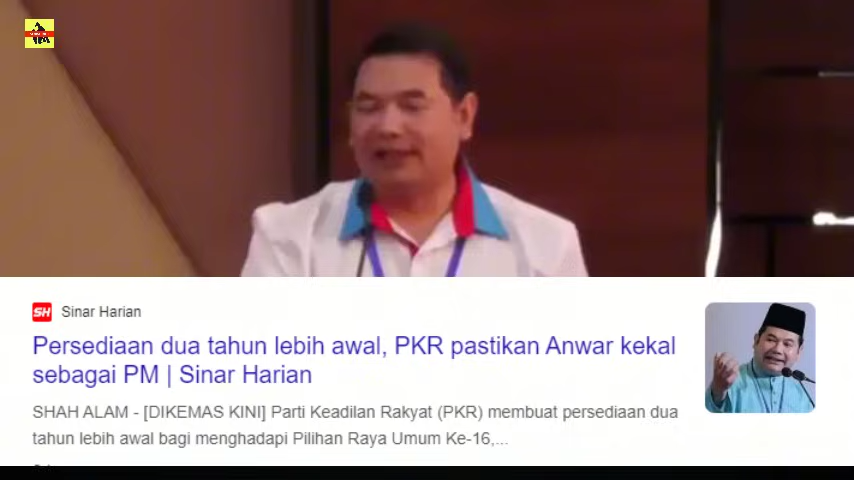 SH Sinar Harian
Persediaan dua tahun lebih awal, PKR pastikan Anwar kekal
sebagai PM | Sinar Harian
SHAH ALAM - [DIKEMAS KINI] Parti Keadilan Rakyat (PKR) membuat persediaan dua
tahun lebih awal bagi menghadapi Pilihan Raya Umum Ke-16,...